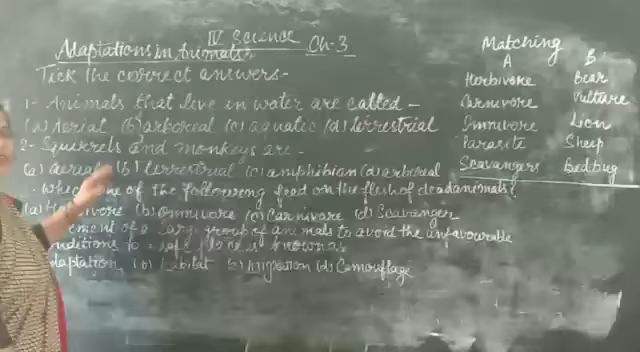 IV Science
Adaptations in Animals Ch-3
Tick the correct answers-
1- Animals that live in water are called -
(a) Aerial (b) arboreal (c) aquatic (d) terrestrial
2- Squirrels and monkeys are -
(a) aerial (b) terrestrial (c) amphibian (d) arboreal
which one of the following feed on the flesh of dead animals?
(a) Herbivore (b) Omnivore (c) Carnivore (d) Scavenger
of a large group of animals to avoid the unfavourable
to a safe place is known as
(b) habitat (c) Migration (d) Camouflage
Matching
A B
Herbivore Bear
Carnivore Vulture
Omnivore Lion
Parasite Sheep
Scavengers Bedbug